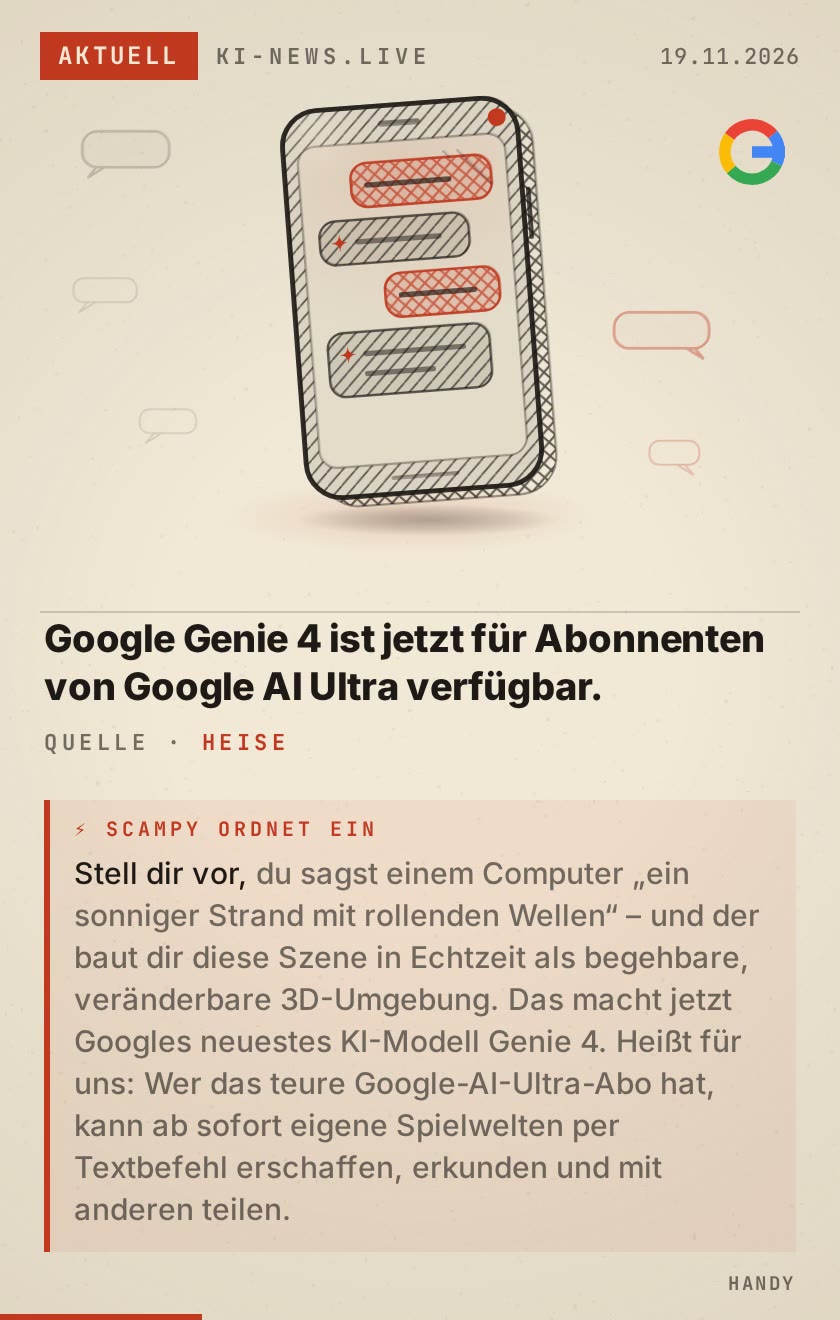 AKTUELL KI-NEWS.LIVE 19.11.2026
Google Genie 4 ist jetzt für Abonnenten
von Google AI Ultra verfügbar.
QUELLE · HEISE
⚡ SCAMPY ORDNET EIN
Stell dir vor, du sagst einem Computer „ein
sonniger Strand mit rollenden Wellen“ – und der
baut dir diese Szene in Echtzeit als begehbare,
veränderbare 3D-Umgebung. Das macht jetzt
Googles neuestes KI-Modell Genie 4. Heißt für
uns: Wer das teure Google-AI-Ultra-Abo hat,
kann ab sofort eigene Spielwelten per
Textbefehl erschaffen, erkunden und mit
anderen teilen.
HANDY